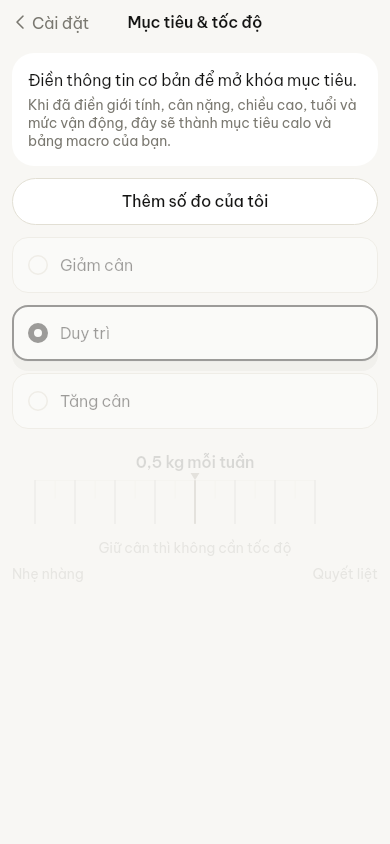 Cài đặt
Mục tiêu & tốc độ
Điền thông tin cơ bản để mở khóa mục tiêu.
Khi đã điền giới tính, cân nặng, chiều cao, tuổi và
mức vận động, đây sẽ thành mục tiêu calo và
bảng macro của bạn.
Thêm số đo của tôi
Giảm cân
Duy trì
Tăng cân
0,5 kg mỗi tuần
Giữ cân thì không cần tốc độ
Nhẹ nhàng
Quyết liệt